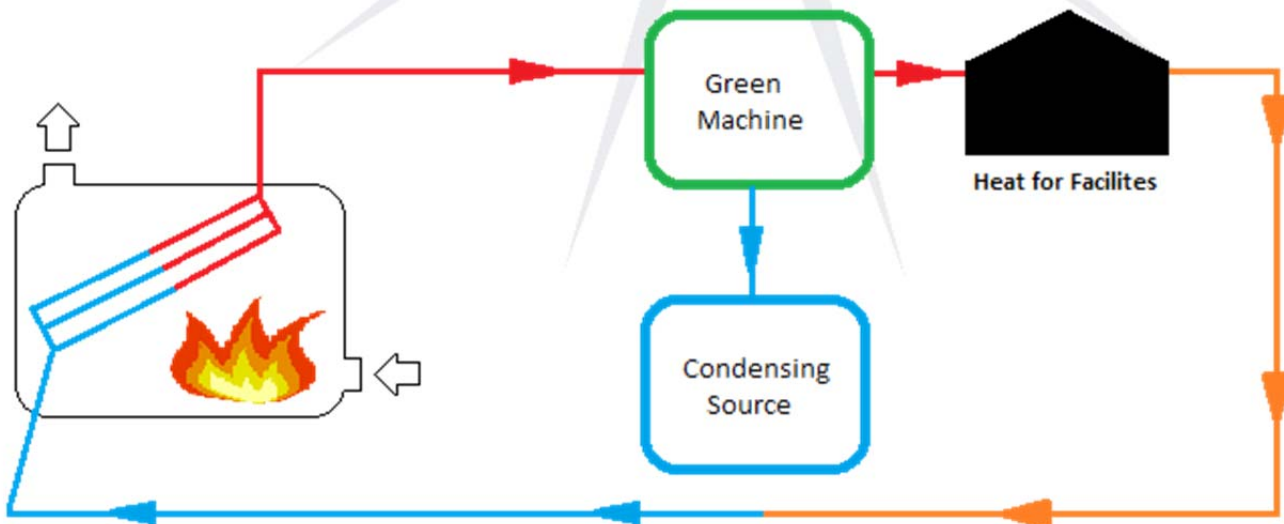 Green
Machine
Heat for Facilites
Condensing
Source